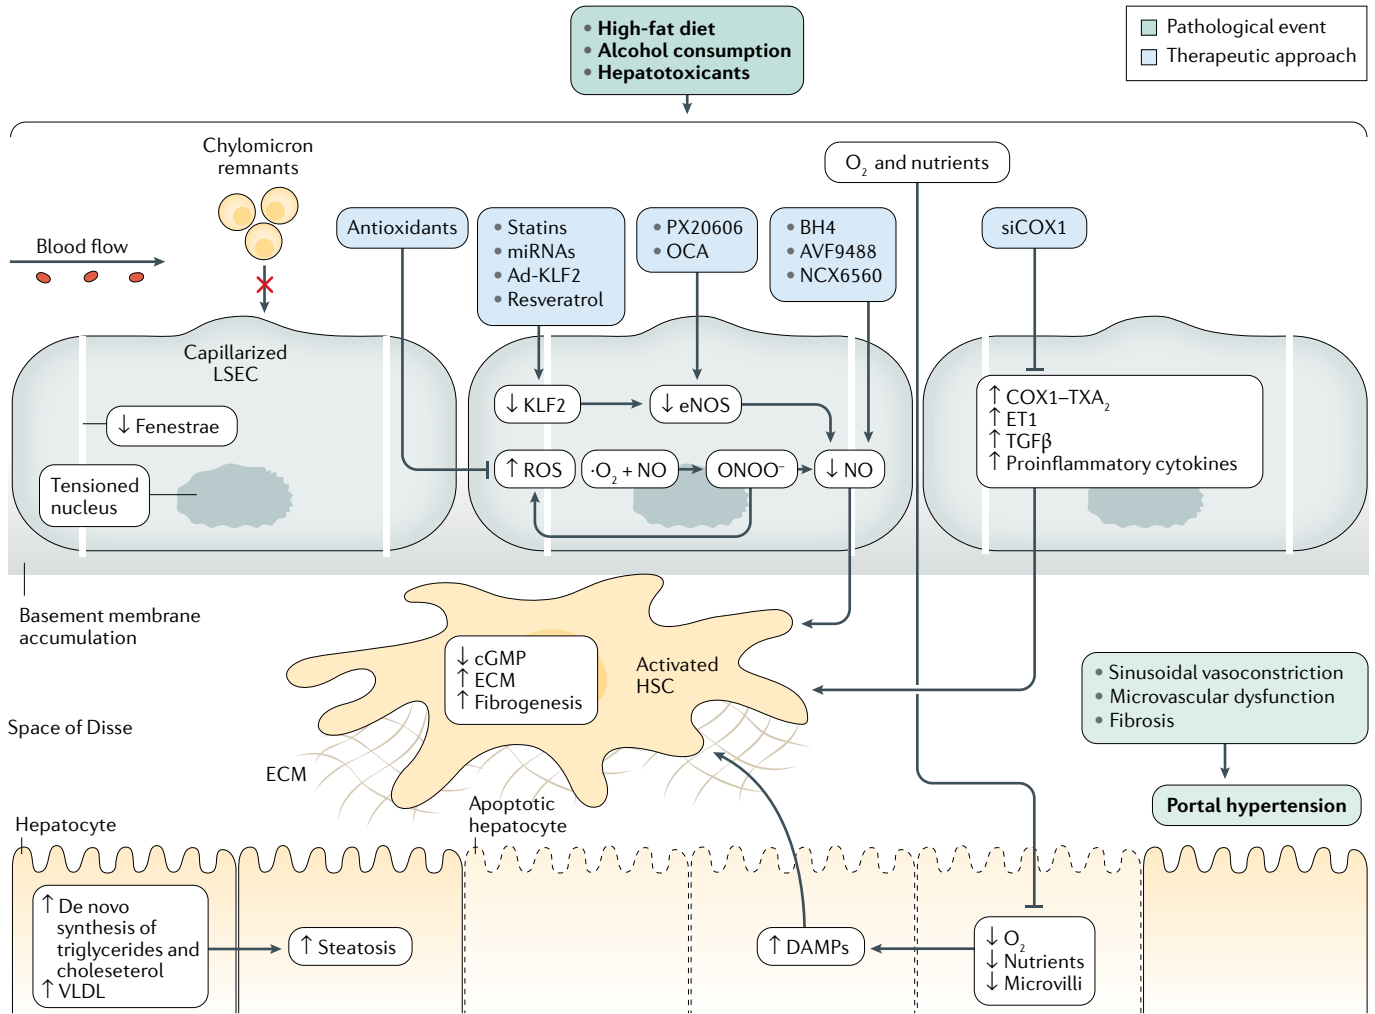 • High-fat diet
• Alcohol consumption
• Hepatotoxicants
Pathological event
Therapeutic approach
Chylomicron
remnants
O2 and nutrients
Blood flow
Antioxidants
• Statins
• miRNAs
• Ad-KLF2
• Resveratrol
• PX20606
• OCA
• BH4
• AVF9488
• NCX6560
siCOX1
Capillarized
LSEC
↓ Fenestrae
Tensioned
nucleus
↓ KLF2
↓ eNOS
↑ ROS
·O2 + NO
ONOO−
↓ NO
↑ COX1–TXA2
↑ ET1
↑ TGFβ
↑ Proinflammatory cytokines
Basement membrane
accumulation
↓ cGMP
↑ ECM
↑ Fibrogenesis
Activated
HSC
• Sinusoidal vasoconstriction
• Microvascular dysfunction
• Fibrosis
Space of Disse
ECM
Portal hypertension
Hepatocyte
Apoptotic
hepatocyte
↑ De novo
synthesis of
triglycerides and
choleseterol
↑ VLDL
↑ Steatosis
↑ DAMPs
↓ O2
↓ Nutrients
↓ Microvilli